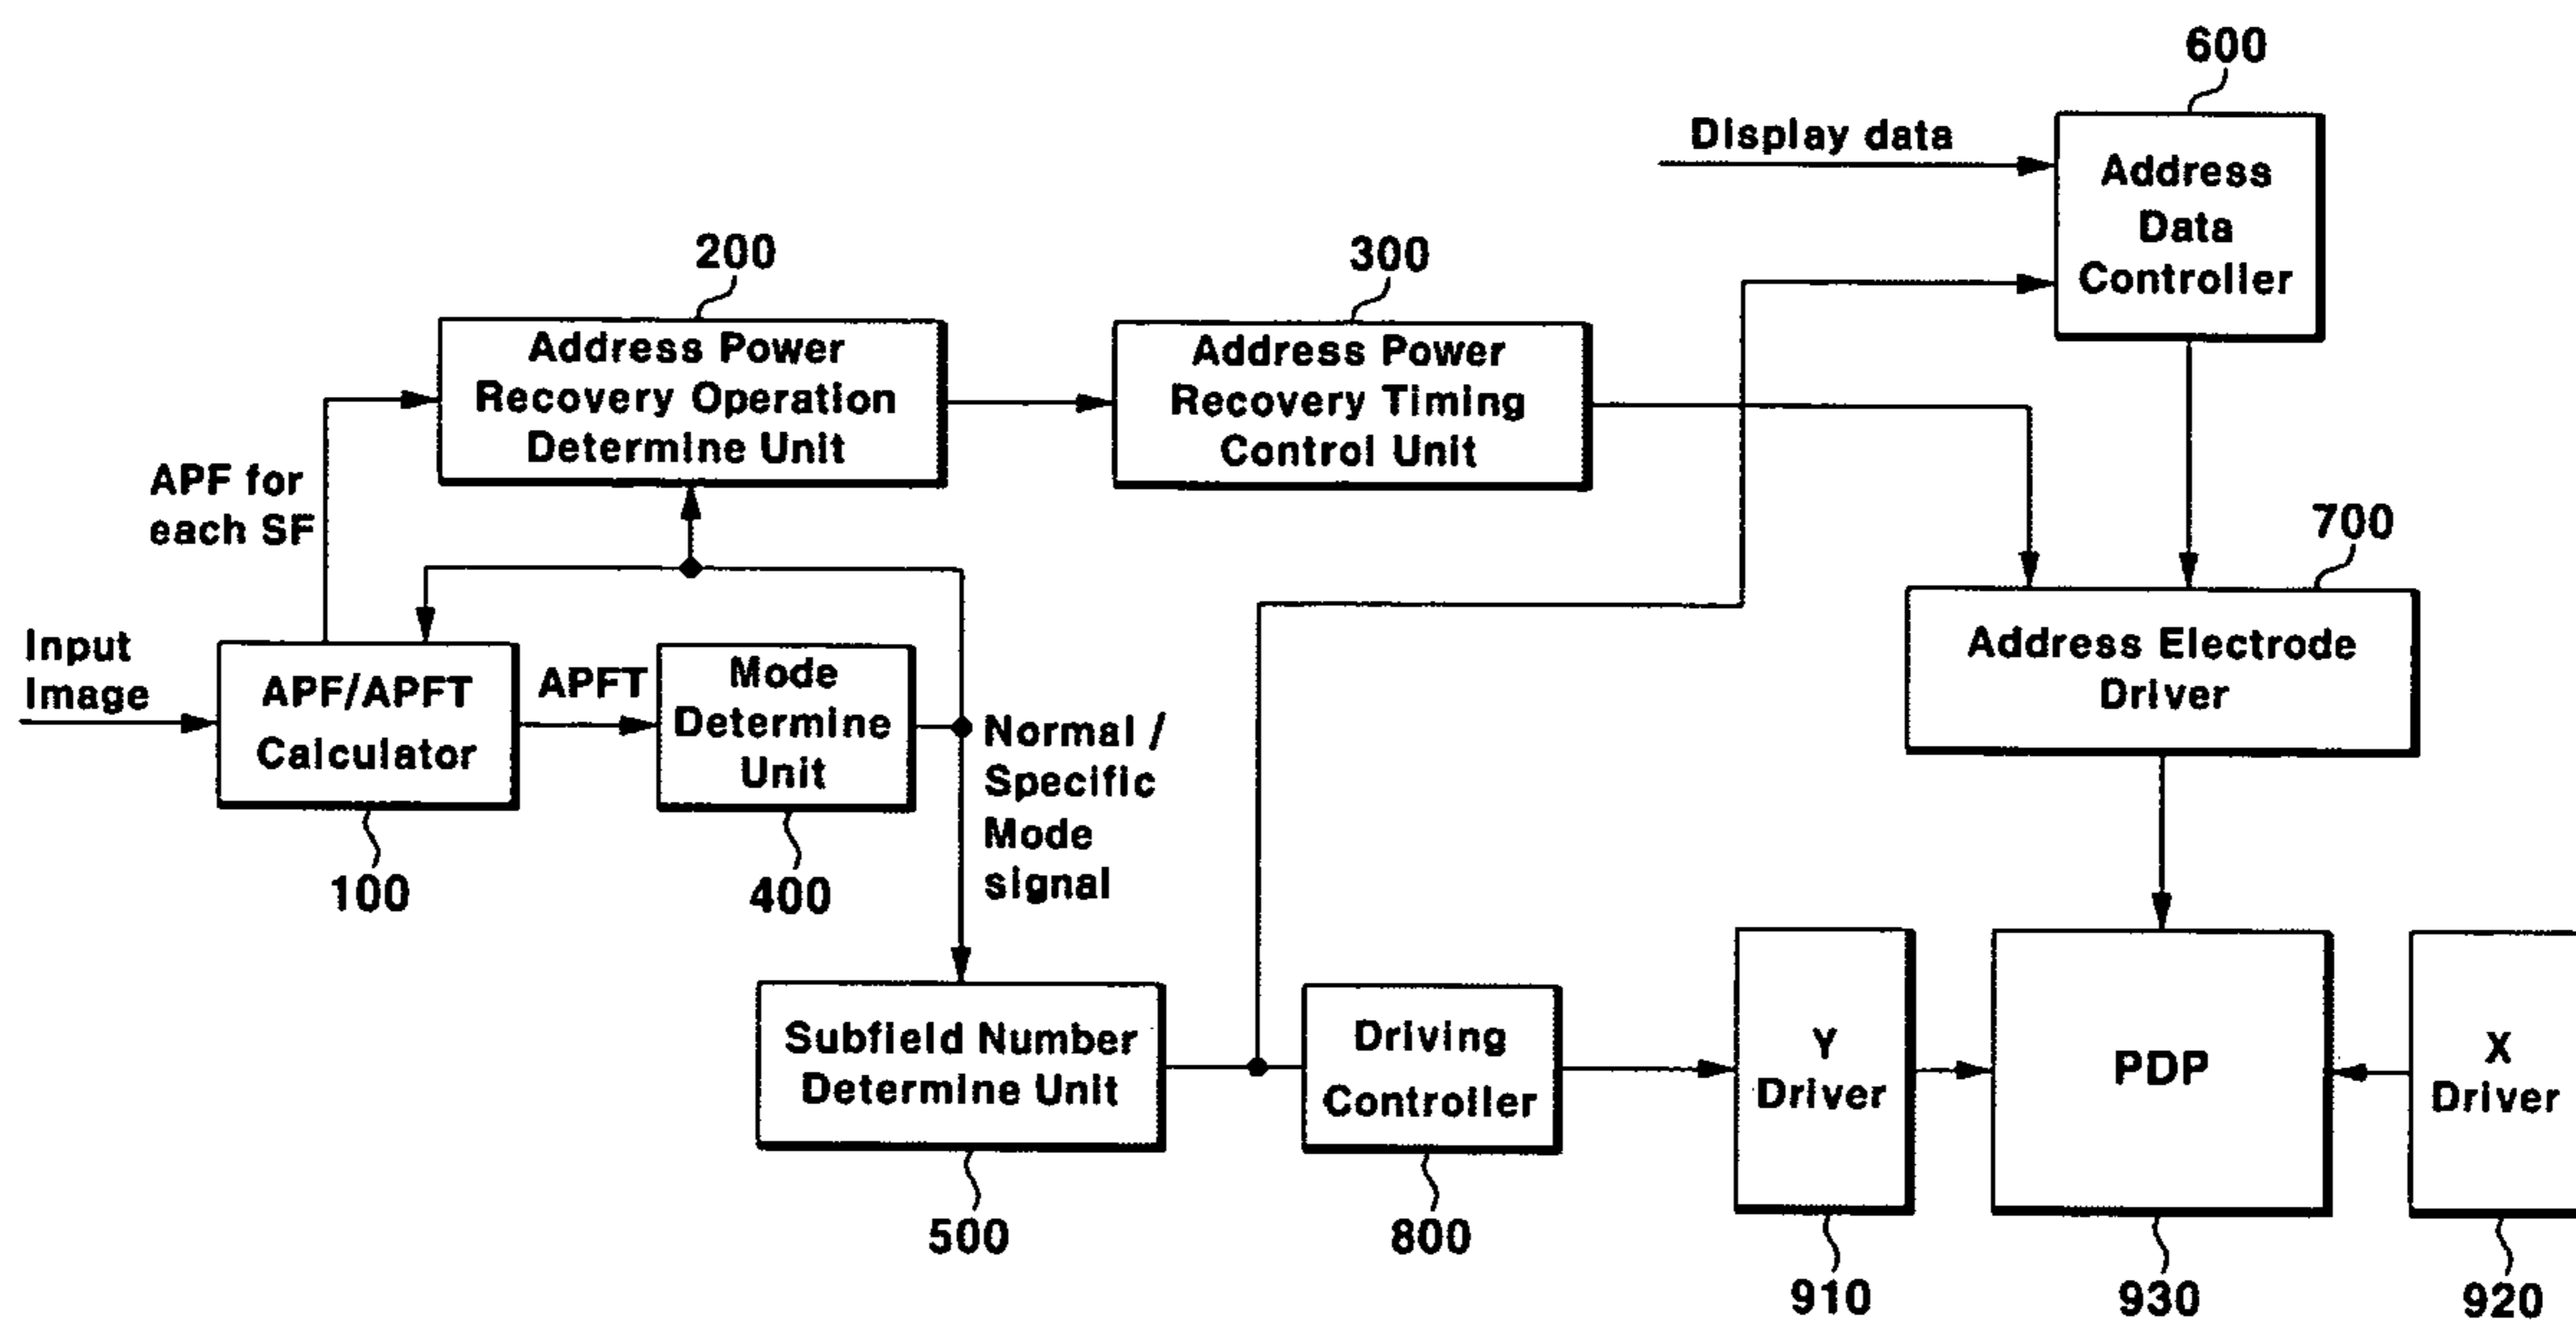 600
Display data
Address
Data
Controller
200
300
Address Power
Recovery Operation
Determine Unit
Address Power
Recovery Timing
Control Unit
APF for
each SF
700
Input
Image
APF/APFT
Calculator
APFT
Mode
Determine
Unit
Normal /
Specific
Mode
signal
Address Electrode
Driver
100
400
Subfield Number
Determine Unit
Driving
Controller
Y
Driver
PDP
X
Driver
500
800
910
930
920